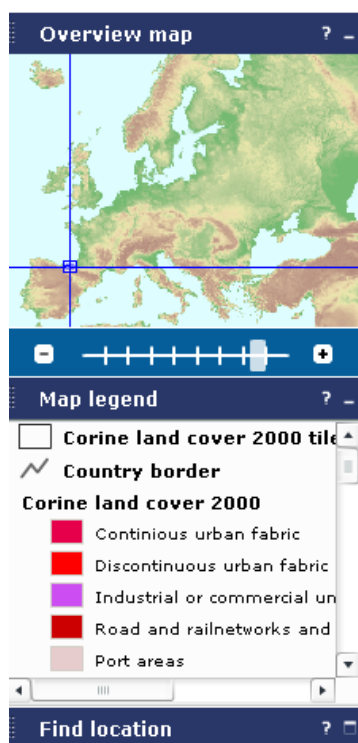 Overview map ? _
Map legend ? _
Corine land cover 2000 tile
Country border
Corine land cover 2000
Continious urban fabric
Discontinuous urban fabric
Industrial or commercial un
Road and railnetworks and
Port areas
Find location ?